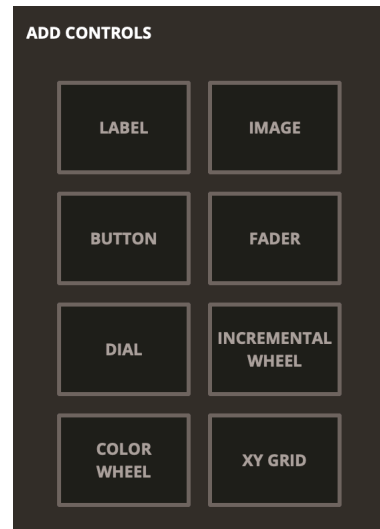 ADD CONTROLS
LABEL
IMAGE
BUTTON
FADER
DIAL
INCREMENTAL
WHEEL
COLOR
WHEEL
XY GRID